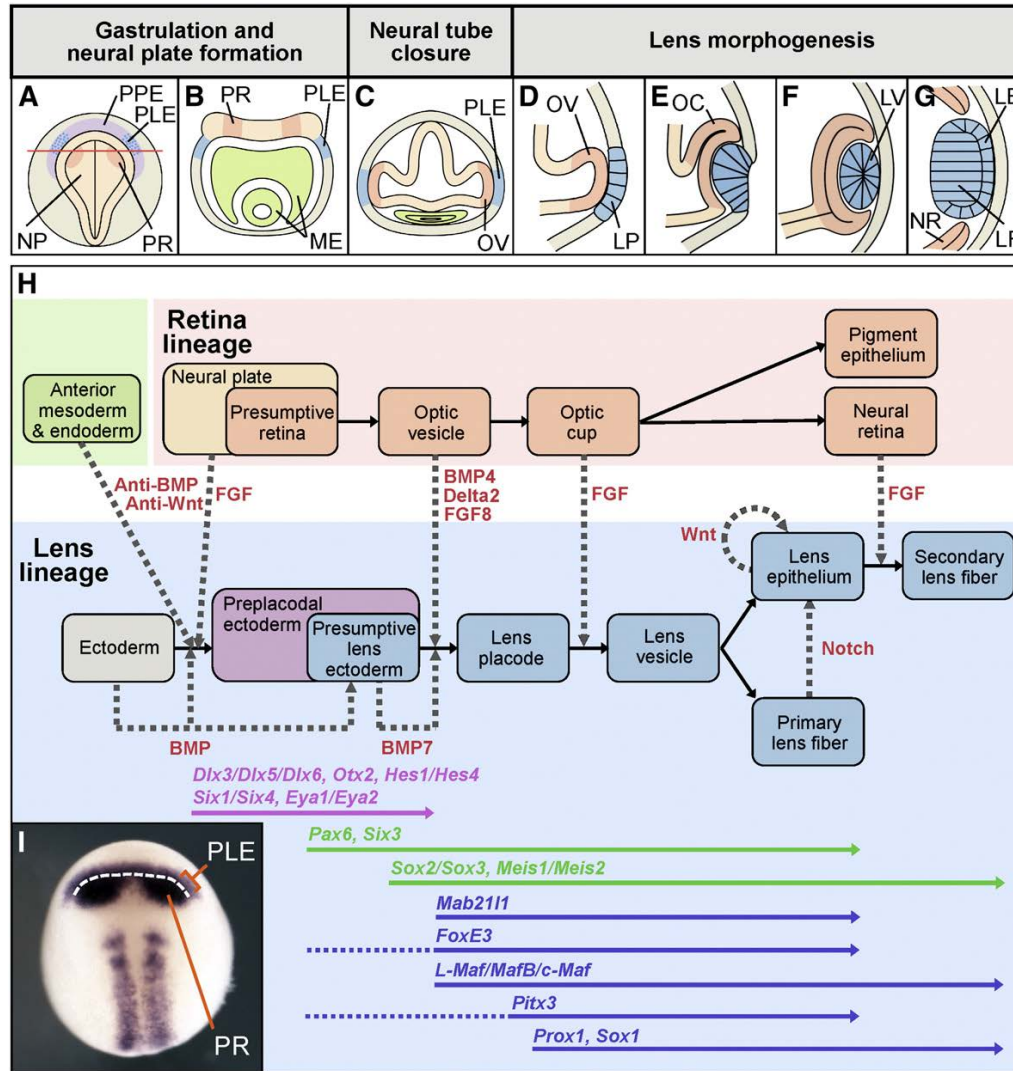 Gastrulation and
neural plate formation
Neural tube
closure
Lens morphogenesis
A
PPE
PLE
NP
PR
B
PR
PLE
ME
C
PLE
OV
D
OV
LP
E
OC
F
LV
G
LE
NR
LF
H
Retina
lineage
Anterior
mesoderm
& endoderm
Neural plate
Presumptive
retina
Optic
vesicle
Optic
cup
Pigment
epithelium
Neural
retina
Anti-BMP
Anti-Wnt
FGF
BMP4
Delta2
FGF8
FGF
FGF
Lens
lineage
Wnt
Ectoderm
Preplacodal
ectoderm
Presumptive
lens
ectoderm
Lens
placode
Lens
vesicle
Lens
epithelium
Secondary
lens fiber
Notch
Primary
lens fiber
BMP
BMP7
Dlx3/Dlx5/Dlx6, Otx2, Hes1/Hes4
Six1/Six4, Eya1/Eya2
Pax6, Six3
Sox2/Sox3, Meis1/Meis2
Mab21l1
FoxE3
L-Maf/MafB/c-Maf
Pitx3
Prox1, Sox1
I
PLE
PR